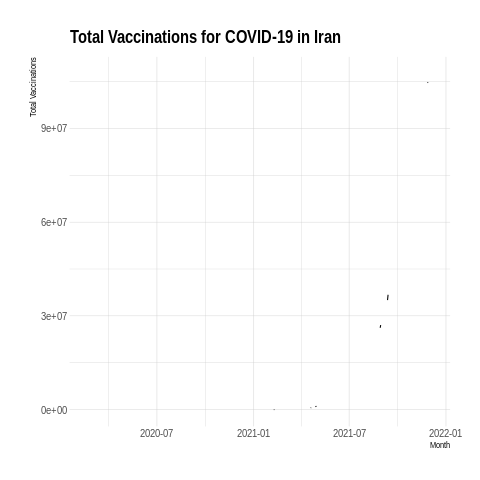 Total Vaccinations for COVID-19 in Iran
Total Vaccinations
9e+07
6e+07
3e+07
0e+00
2020-07 2021-01 2021-07 2022-01
Month